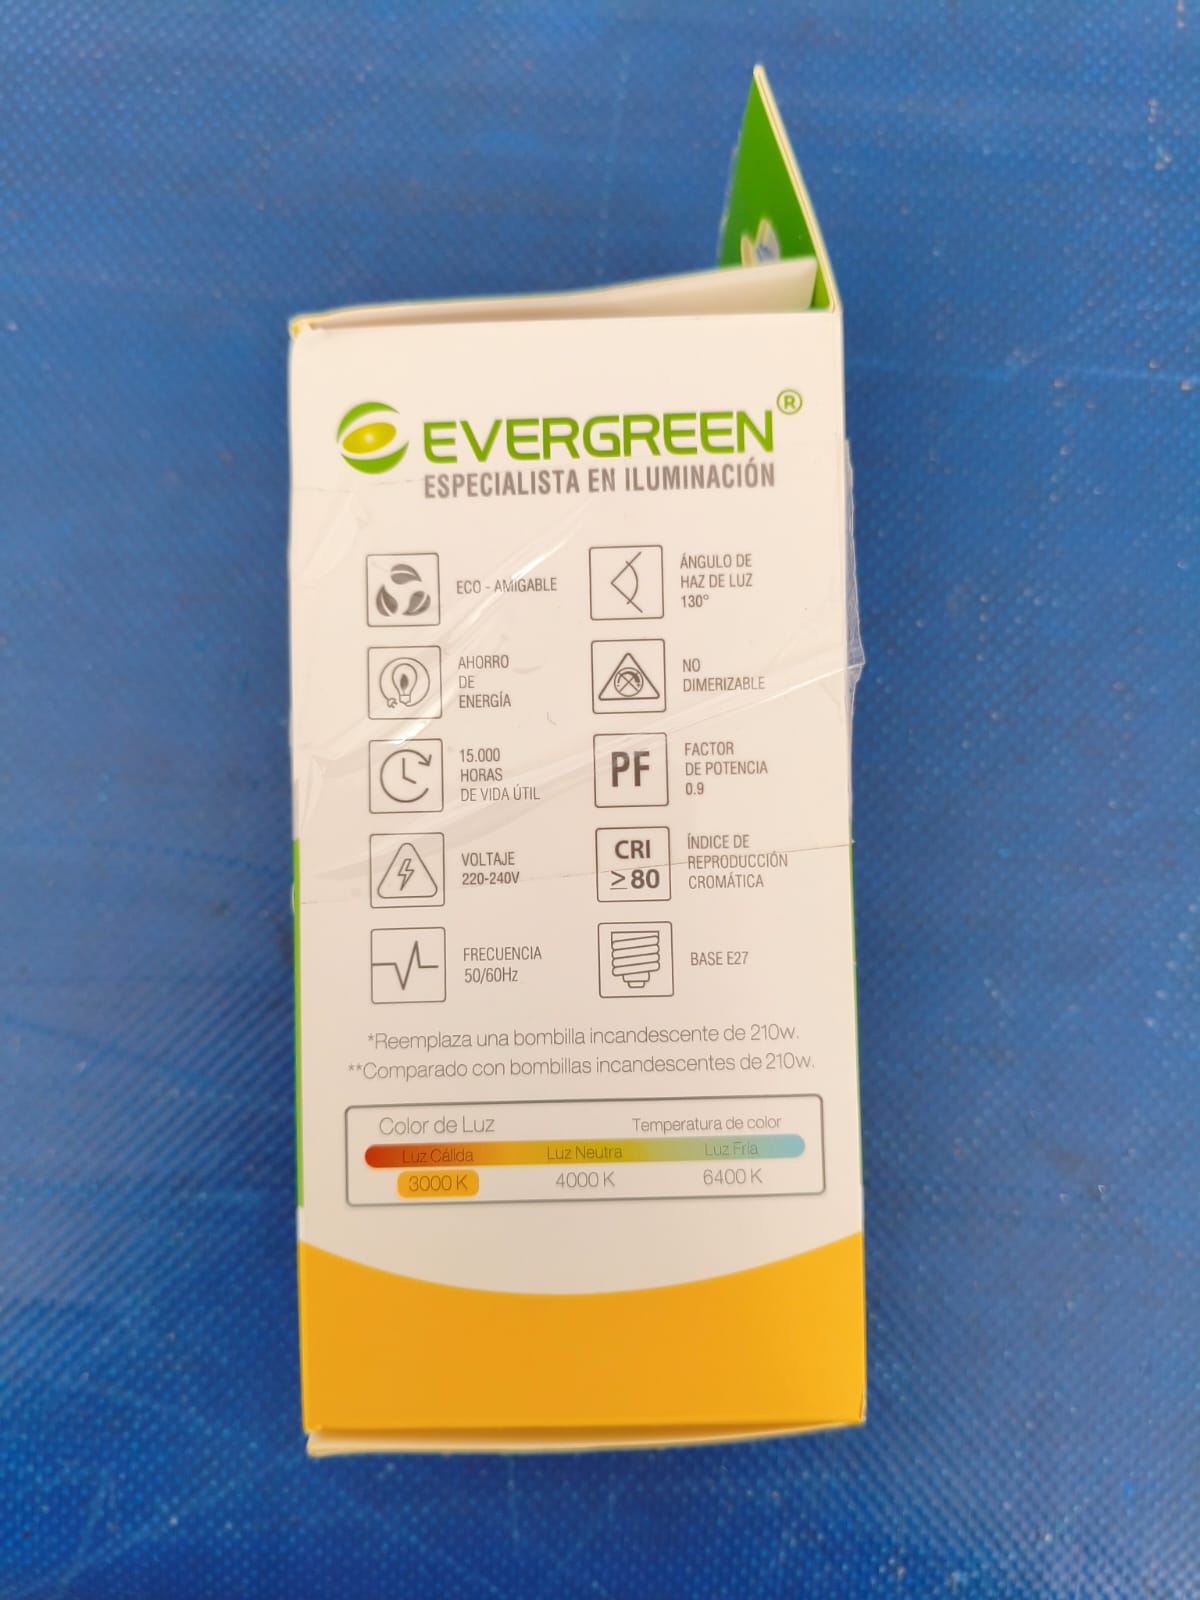 EVERGREEN®
ESPECIALISTA EN ILUMINACIÓN
ECO - AMIGABLE
AHORRO
DE
ENERGÍA
15.000
HORAS
DE VIDA ÚTIL
VOLTAJE
220-240V
FRECUENCIA
50/60Hz
ÁNGULO DE
HAZ DE LUZ
130°
NO
DIMERIZABLE
PF
FACTOR
DE POTENCIA
0.9
CRI
≥80
ÍNDICE DE
REPRODUCCIÓN
CROMÁTICA
BASE E27
*Reemplaza una bombilla incandescente de 210w.
**Comparado con bombillas incandescentes de 210w.
Color de Luz Temperatura de color
Luz Cálida Luz Neutra Luz Fría
3000 K 4000 K 6400 K